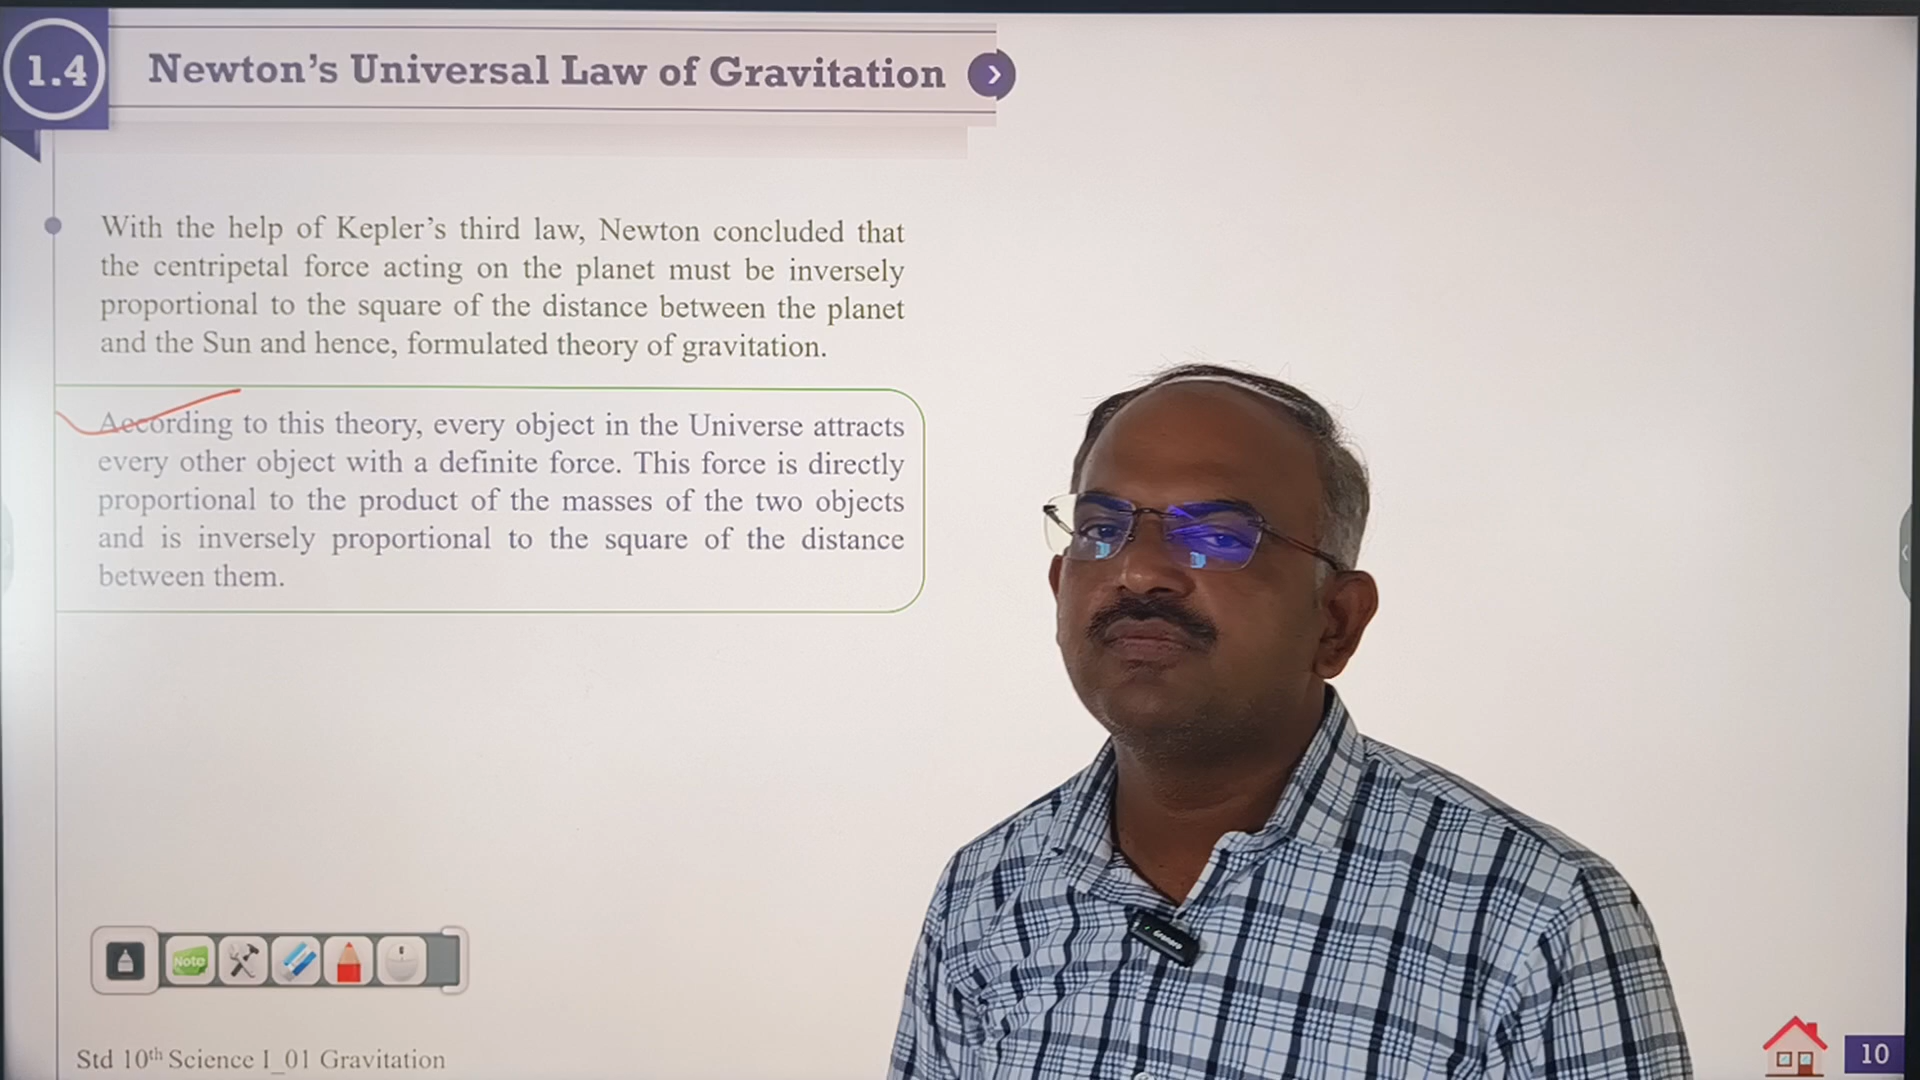 1.4
Newton's Universal Law of Gravitation
With the help of Kepler's third law, Newton concluded that
the centripetal force acting on the planet must be inversely
proportional to the square of the distance between the planet
and the Sun and hence, formulated theory of gravitation.
According to this theory, every object in the Universe attracts
every other object with a definite force. This force is directly
proportional to the product of the masses of the two objects
and is inversely proportional to the square of the distance
between them.
Note
Std 10th Science I_01 Gravitation
10